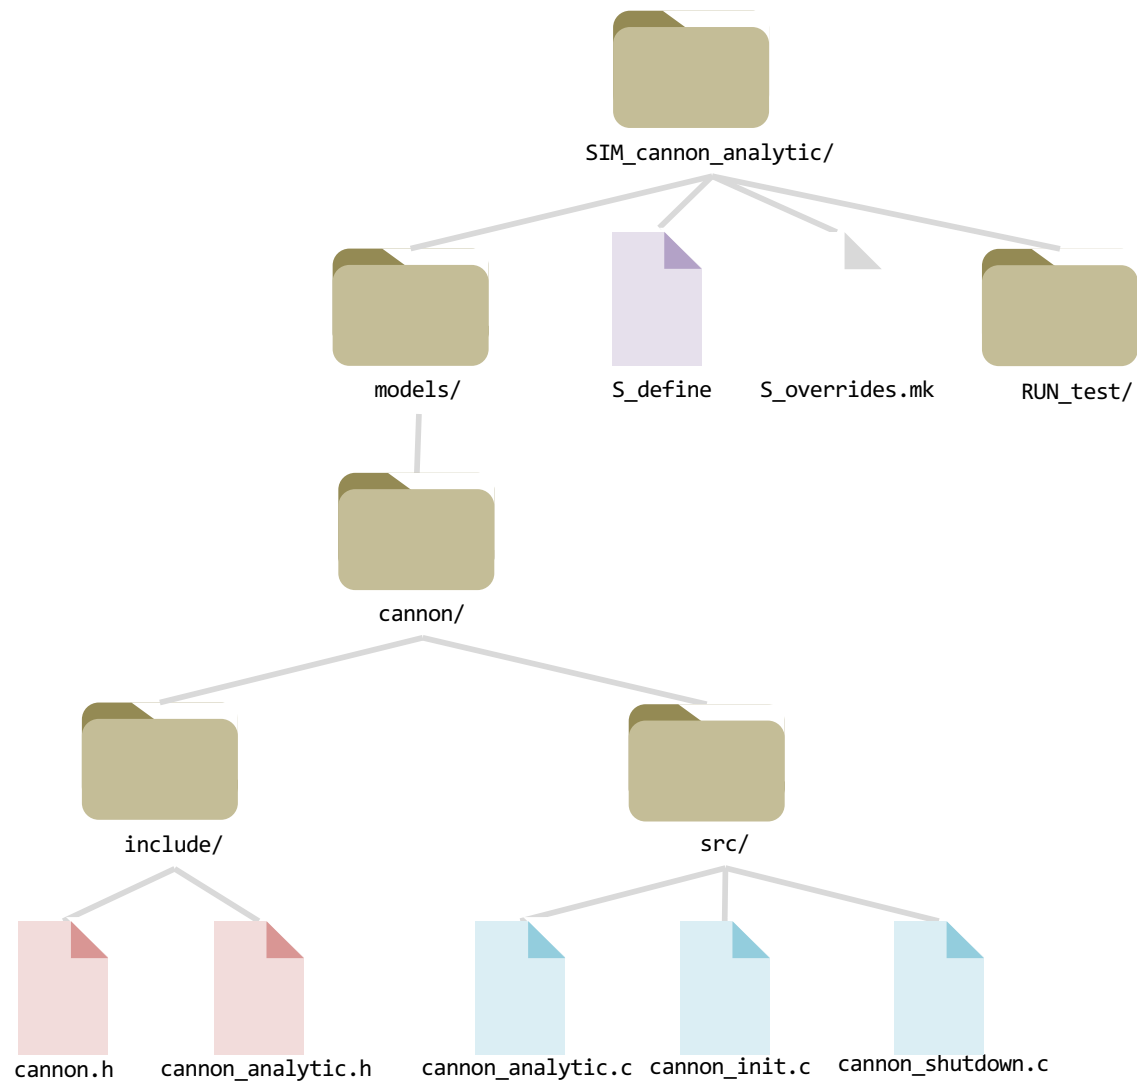 SIM_cannon_analytic/
models/
S_define
S_overrides.mk
RUN_test/
cannon/
include/
src/
cannon.h
cannon_analytic.h
cannon_analytic.c
cannon_init.c
cannon_shutdown.c